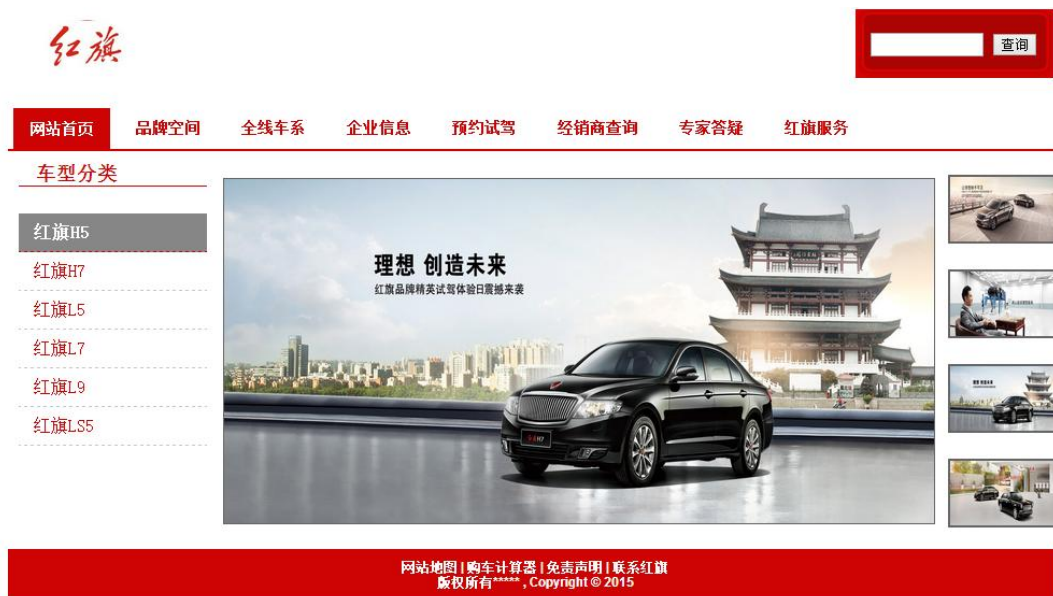 红旗
查询
网站首页 品牌空间 全线车系 企业信息 预约试驾 经销商查询 专家答疑 红旗服务
车型分类
红旗H5
红旗H7
红旗L5
红旗L7
红旗L9
红旗LS5
理想 创造未来
红旗品牌精英试驾体验日震撼来袭
网站地图 | 购车计算器 | 免责声明 | 联系红旗
版权所有***** , Copyright © 2015